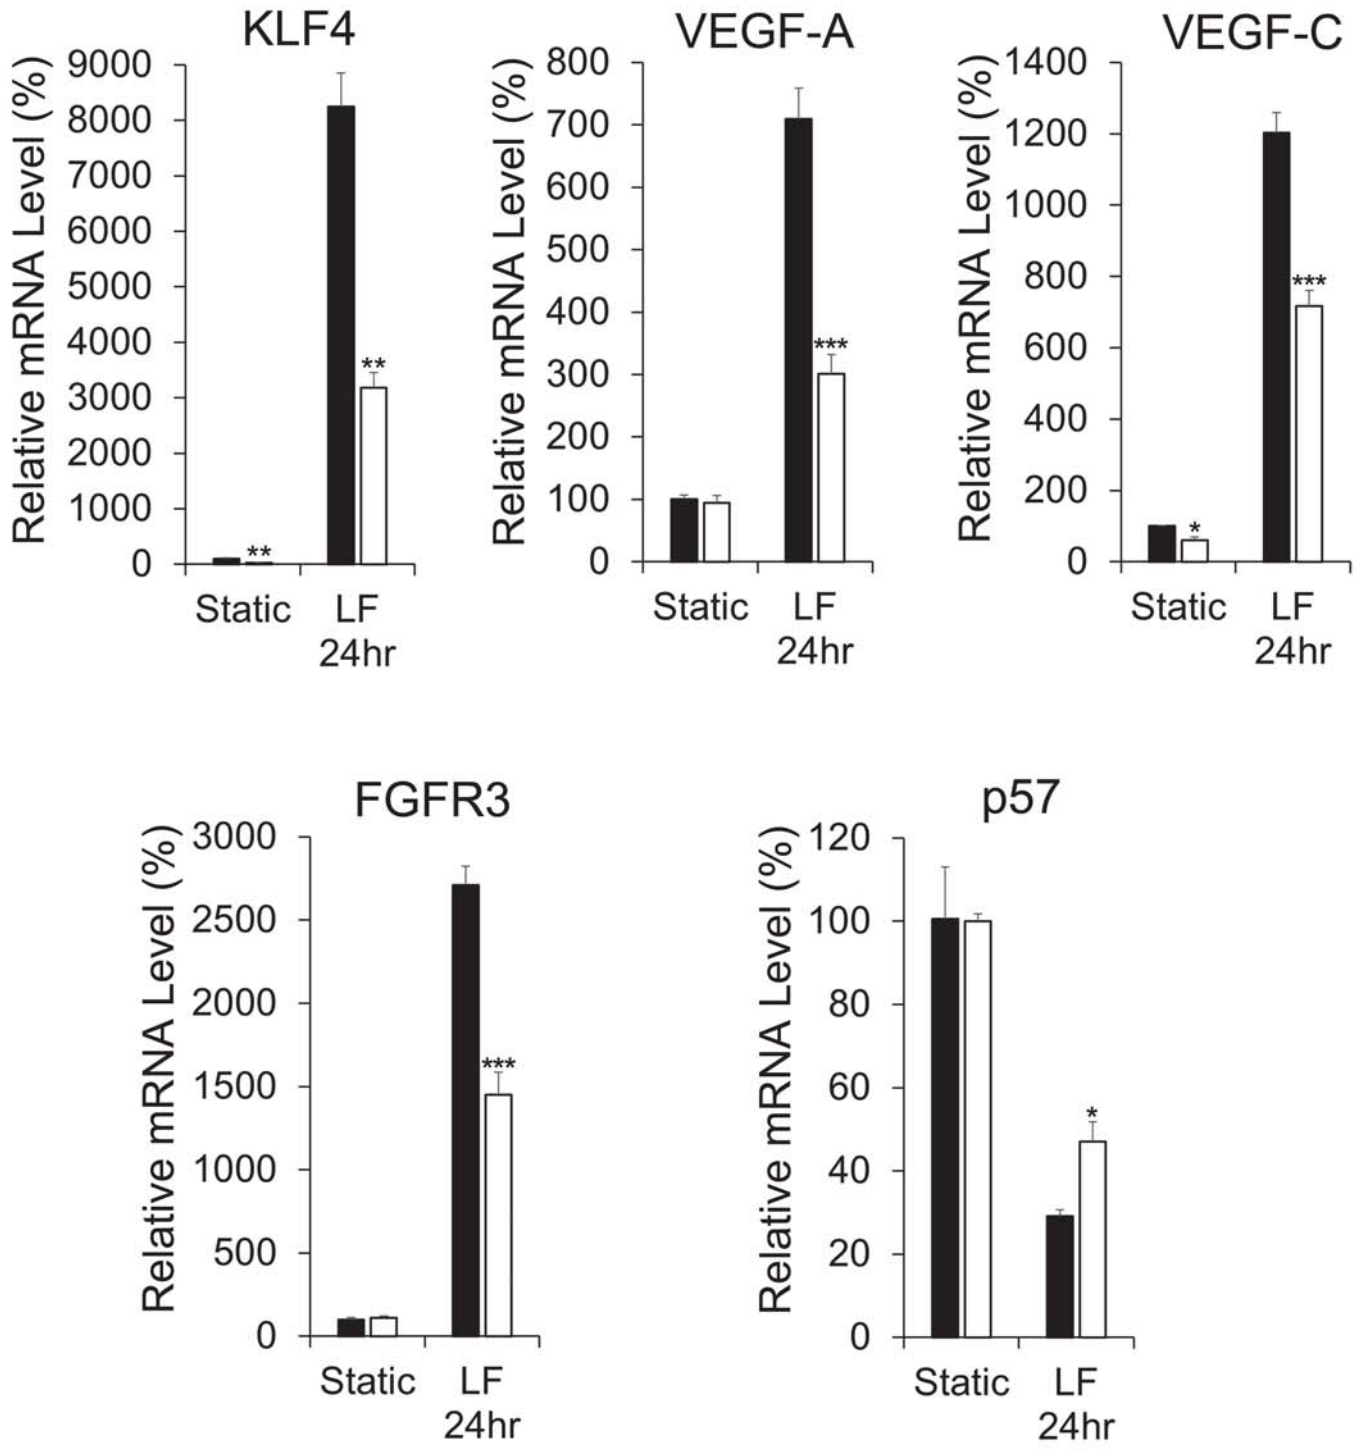 KLF4
Relative mRNA Level (%)
9000
8000
7000
6000
5000
4000
3000
2000
1000
0
**
**
Static
LF
24hr
VEGF-A
Relative mRNA Level (%)
800
700
600
500
400
300
200
100
0
***
Static
LF
24hr
VEGF-C
Relative mRNA Level (%)
1400
1200
1000
800
600
400
200
0
*
***
Static
LF
24hr
FGFR3
Relative mRNA Level (%)
3000
2500
2000
1500
1000
500
0
***
Static
LF
24hr
p57
Relative mRNA Level (%)
120
100
80
60
40
20
0
*
Static
LF
24hr